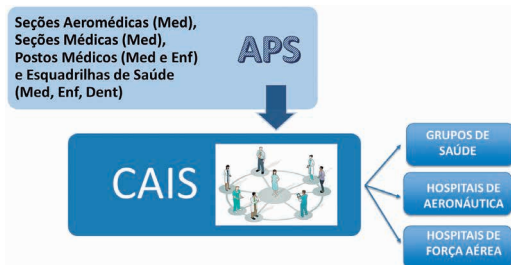 Seções Aeromédicas (Med),
Seções Médicas (Med),
Postos Médicos (Med e Enf)
e Esquadrilhas de Saúde
(Med, Enf, Dent)
APS
CAIS
GRUPOS DE
SAÚDE
HOSPITAIS DE
AERONÁUTICA
HOSPITAIS DE
FORÇA AÉREA